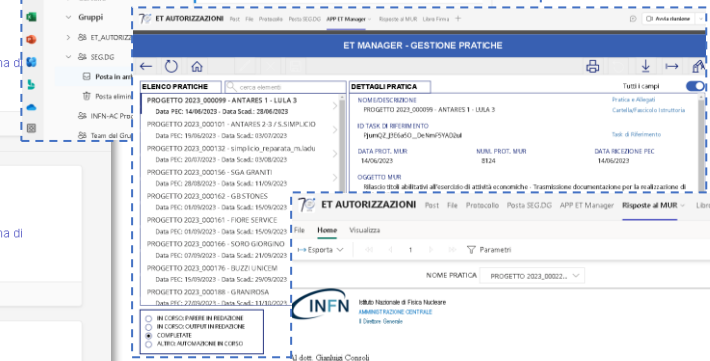 Gruppi
ET_AUTORIZZ
SEG.DG
Posta in arri
Posta elimin
INFN-AC Pro
Team del Gru
a di
na di
ET AUTORIZZAZIONI Post File Protocollo Posta SEG.DG APP ET Manager Risposte al MUR Libro Firma +
Avvia riunione
ET MANAGER - GESTIONE PRATICHE
ELENCO PRATICHE cerca elementi
PROGETTO 2023_000099 - ANTARES 1 - LULA 3
Data PEC: 14/06/2023 - Data Scad.: 28/06/2023
PROGETTO 2023_000101 - ANTARES 2-3 / S.SIMPLICIO
Data PEC: 19/06/2023 - Data Scad.: 03/07/2023
PROGETTO 2023_000132 - simplicio_reparata_m.ladu
Data PEC: 20/07/2023 - Data Scad.: 03/08/2023
PROGETTO 2023_000156 - SGA GRANITI
Data PEC: 28/08/2023 - Data Scad.: 11/09/2023
PROGETTO 2023_000162 - GB STONES
Data PEC: 01/09/2023 - Data Scad.: 15/09/2023
PROGETTO 2023_000161 - FIORE SERVICE
Data PEC: 01/09/2023 - Data Scad.: 15/09/2023
PROGETTO 2023_000166 - SORO GIORGINO
Data PEC: 07/09/2023 - Data Scad.: 21/09/2023
PROGETTO 2023_000176 - BUZZI UNICEM
Data PEC: 15/09/2023 - Data Scad.: 29/09/2023
PROGETTO 2023_000188 - GRANIROSA
Data PEC: 27/09/2023 - Data Scad.: 11/10/2023
IN CORSO: PARERE IN REDAZIONE
IN CORSO: OUTPUT IN REDAZIONE
COMPLETATE
ALTRO: AUTOMAZIONE IN CORSO
DETTAGLI PRATICA Tutti i campi
NOME/DESCRIZIONE Pratica e Allegati
PROGETTO 2023_000099 - ANTARES 1 - LULA 3 Cartella/Fascicolo Istruttoria
ID TASK DI RIFERIMENTO
Task di Riferimento
DATA PROT. MUR NUM. PROT. MUR DATA RICEZIONE PEC
14/06/2023 8124 14/06/2023
OGGETTO MUR
Rilascio titoli abilitativi all'esercizio di attività economiche - Trasmissione documentazione per la realizzazione di
ET AUTORIZZAZIONI Post File Protocollo Posta SEG.DG APP ET Manager Risposte al MUR Libr
File Home Visualizza
Esporta 1 Parametri
NOME PRATICA PROGETTO 2023_00022...
INFN
Istituto Nazionale di Fisica Nucleare
AMMINISTRAZIONE CENTRALE
Il Direttore Generale
Al dott. Gianluigi Consoli